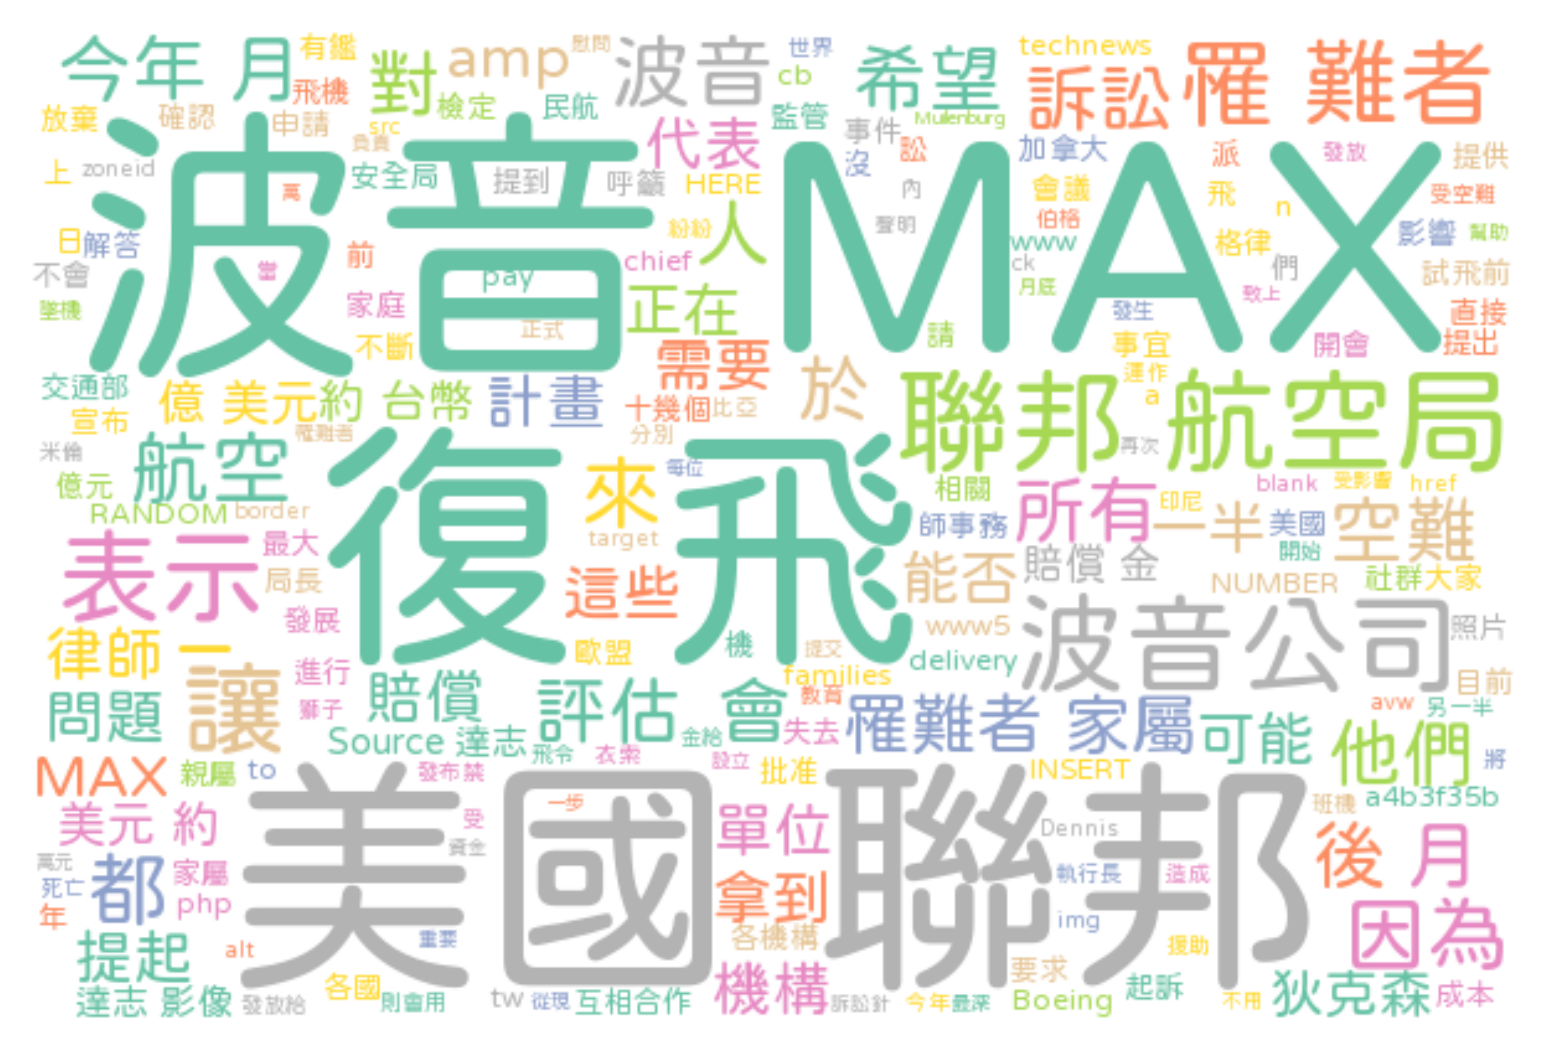 今年 月
有鑑
對
amp
慰問
波音
世界
希望
technews
訴訟
罹 難者
飛機
cb
放棄
確認
申請
檢定
民航
監管
Muilenburg
src
負責
代表
事件
訟
加拿大
派
發放
提供
上
zoneid
安全局
提到
呼籲
HERE
沒
內
會議
飛
受空難
萬
波音 MAX
聲明
伯格
n
影響
幫助
日
解答
前
紛紛
人
www
格律
不會
當
pay
chief
ck
們
試飛前
墜機
家庭
正在
月底
致上
直接
正式
請
發生
不斷
需要
事宜
開會
提出
交通部
億 美元
約 台幣
計畫
十幾個
比亞
於
運作
a
聯邦 航空局
宣布
罹難者
分別
再次
米倫
航空
復飛
來
每位
億元
相關
所有
blank
受影響
href
RANDOM
border
印尼
師事務
一半
美國
空難
target
開始
表示
最大
局長
這些
能否
賠償 金
NUMBER
社群
大家
發展
www5
波音公司
照片
律師 一
歐盟
機
提交
delivery
進行
families
目前
讓
問題
獅子
賠償
評估 會
教育
罹難者 家屬
可能
avw
另一半
失去
他們
Source 達志
飛令
衣索
金給
設立
將
MAX
親屬
to
發布禁
批准
INSERT
a4b3f35b
班機
美元 約
美國聯邦
一步
受
單位
Dennis
後 月
資金
萬元
死亡
都
家屬
拿到
執行長
造成
年
php
img
因為
提起
alt
重要
各機構
援助
機構
要求
達志 影像
發放給
各國
則會用
tw
從現
互相合作
訴訟針
今年
最深
Boeing
起訴
不用
狄克森
成本